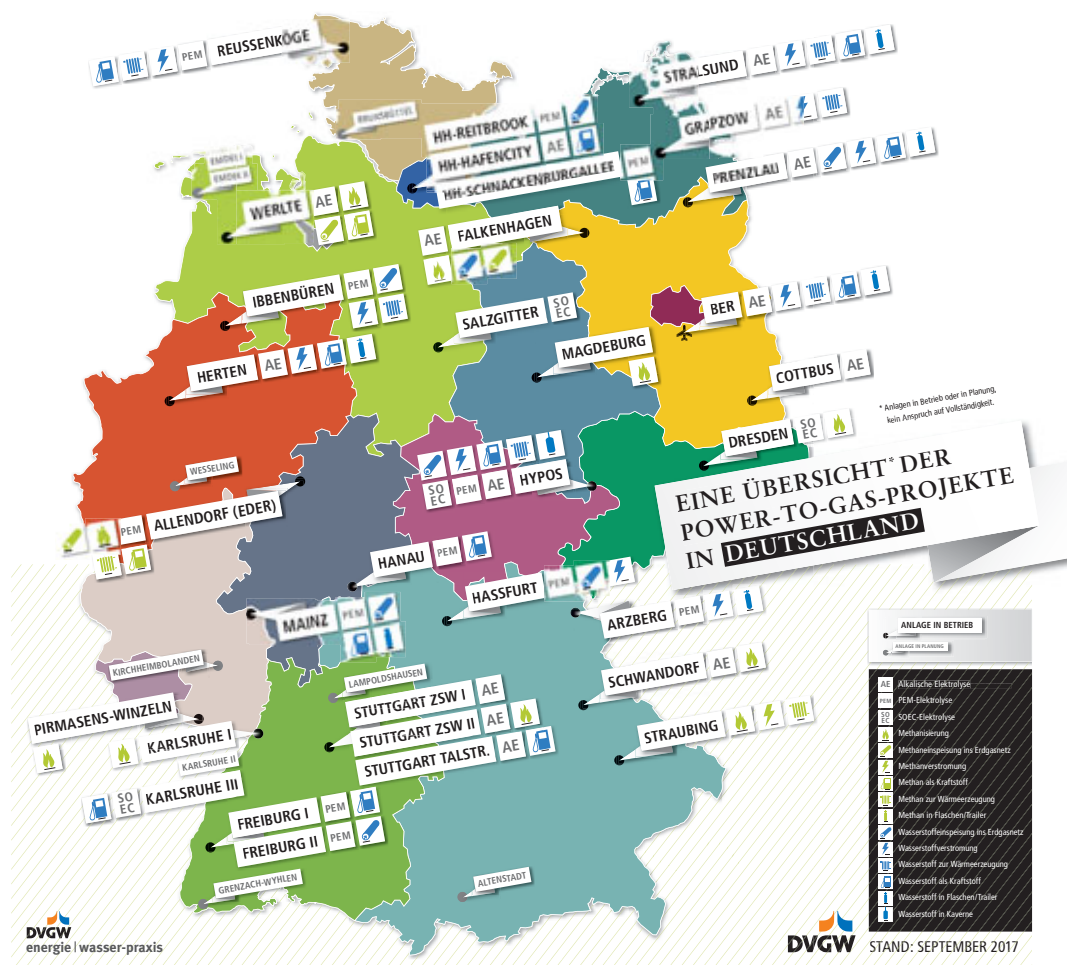 PEM REUSSENKÖGE
STRALSUND AE
BRUNSBÜTTEL
HH-REITBROOK PEM
GRAPZOW AE
HH-HAFENCITY AE
EMDEN I
EMDEN II
HH-SCHNACKENBURGALLEE PEM
PRENZLAU AE
WERLTE AE
AE FALKENHAGEN
IBBENBÜREN PEM
SALZGITTER SO EC
BER AE
MAGDEBURG
HERTEN AE
COTTBUS AE
* Anlagen in Betrieb oder in Planung,
kein Anspruch auf Vollständigkeit.
DRESDEN SO EC
WESSELING
SO EC PEM AE HYPOS
EINE ÜBERSICHT* DER
POWER-TO-GAS-PROJEKTE
IN DEUTSCHLAND
PEM ALLENDORF (EDER)
HANAU PEM
HASSFURT PEM
MAINZ PEM
ARZBERG PEM
KIRCHHEIMBOLANDEN
LAMPOLDSHAUSEN
SCHWANDORF AE
STUTTGART ZSW I AE
PIRMASENS-WINZELN
STUTTGART ZSW II AE
STRAUBING
KARLSRUHE I
STUTTGART TALSTR. AE
KARLSRUHE II
SO EC KARLSRUHE III
FREIBURG I PEM
FREIBURG II PEM
GRENZACH-WYHLEN
ALTENSTADT
ANLAGE IN BETRIEB
ANLAGE IN PLANUNG
AE Alkalische Elektrolyse
PEM PEM-Elektrolyse
SO EC SOEC-Elektrolyse
Methanisierung
Methaneinspeisung ins Erdgasnetz
Methanverstromung
Methan als Kraftstoff
Methan zur Wärmeerzeugung
Methan in Flaschen/Trailer
Wasserstoffeinspeisung ins Erdgasnetz
Wasserstoffverstromung
Wasserstoff zur Wärmeerzeugung
Wasserstoff als Kraftstoff
Wasserstoff in Flaschen/Trailer
Wasserstoff in Kaverne
DVGW
energie | wasser-praxis
DVGW STAND: SEPTEMBER 2017